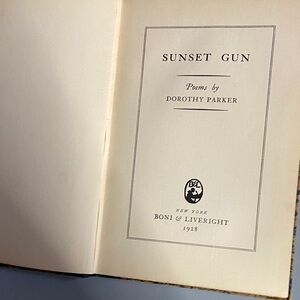 SUNSET GUN
Poems by
DOROTHY PARKER
NEW YORK
BONI & LIVERIGHT
1928